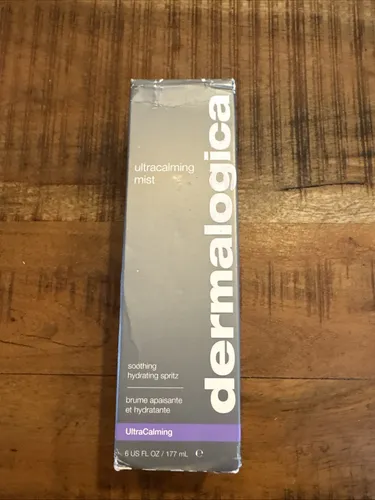 ultracalming
mist
dermalogica
soothing
hydrating spritz
brume apaisante
et hydratante
UltraCalming
6 US FL OZ / 177 mL ℮